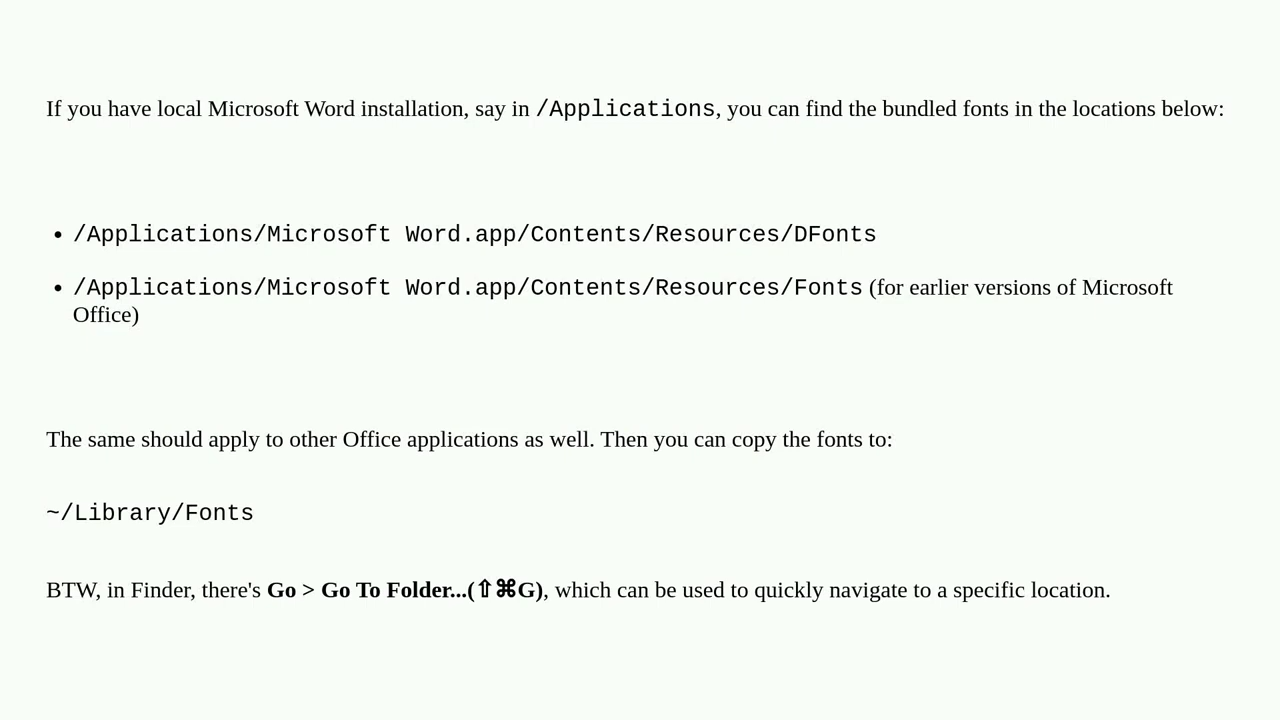 If you have local Microsoft Word installation, say in /Applications, you can find the bundled fonts in the locations below:
• /Applications/Microsoft Word.app/Contents/Resources/DFonts
• /Applications/Microsoft Word.app/Contents/Resources/Fonts (for earlier versions of Microsoft
Office)
The same should apply to other Office applications as well. Then you can copy the fonts to:
~/Library/Fonts
BTW, in Finder, there's Go > Go To Folder...(⇧⌘G), which can be used to quickly navigate to a specific location.